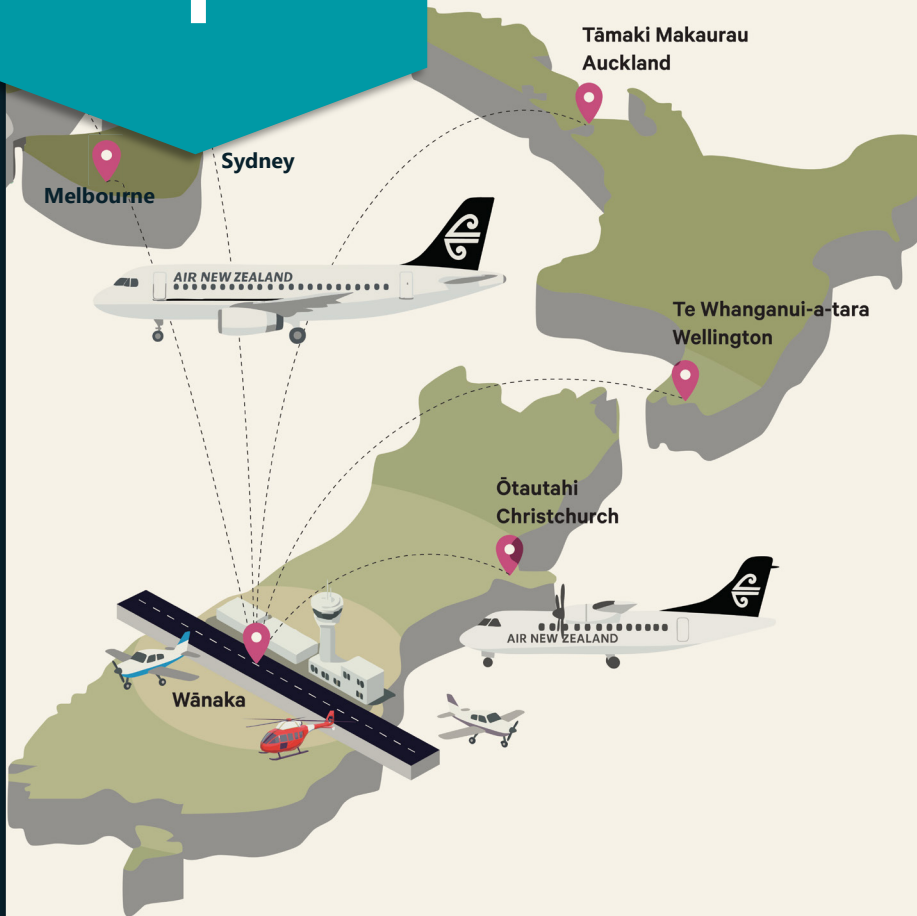 Tāmaki Makaurau
Auckland
Sydney
Melbourne
AIR NEW ZEALAND
Te Whanganui-a-tara
Wellington
Ōtautahi
Christchurch
AIR NEW ZEALAND
Wānaka